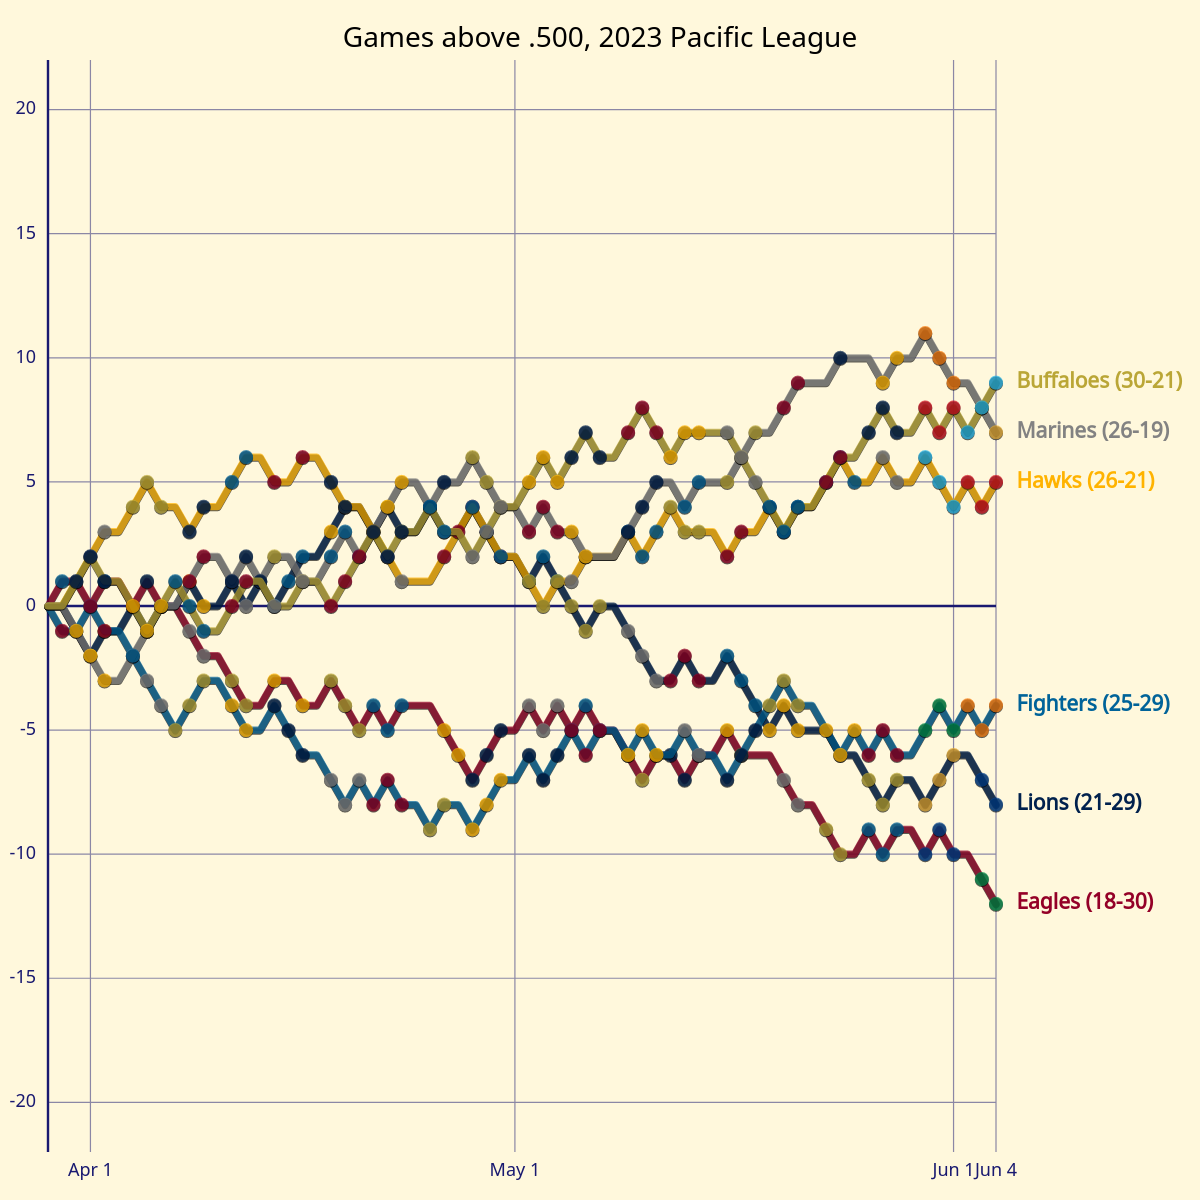 Games above .500, 2023 Pacific League
20
15
10
5
0
-5
-10
-15
-20
Buffaloes (30-21)
Marines (26-19)
Hawks (26-21)
Fighters (25-29)
Lions (21-29)
Eagles (18-30)
Apr 1
May 1
Jun 1
Jun 4